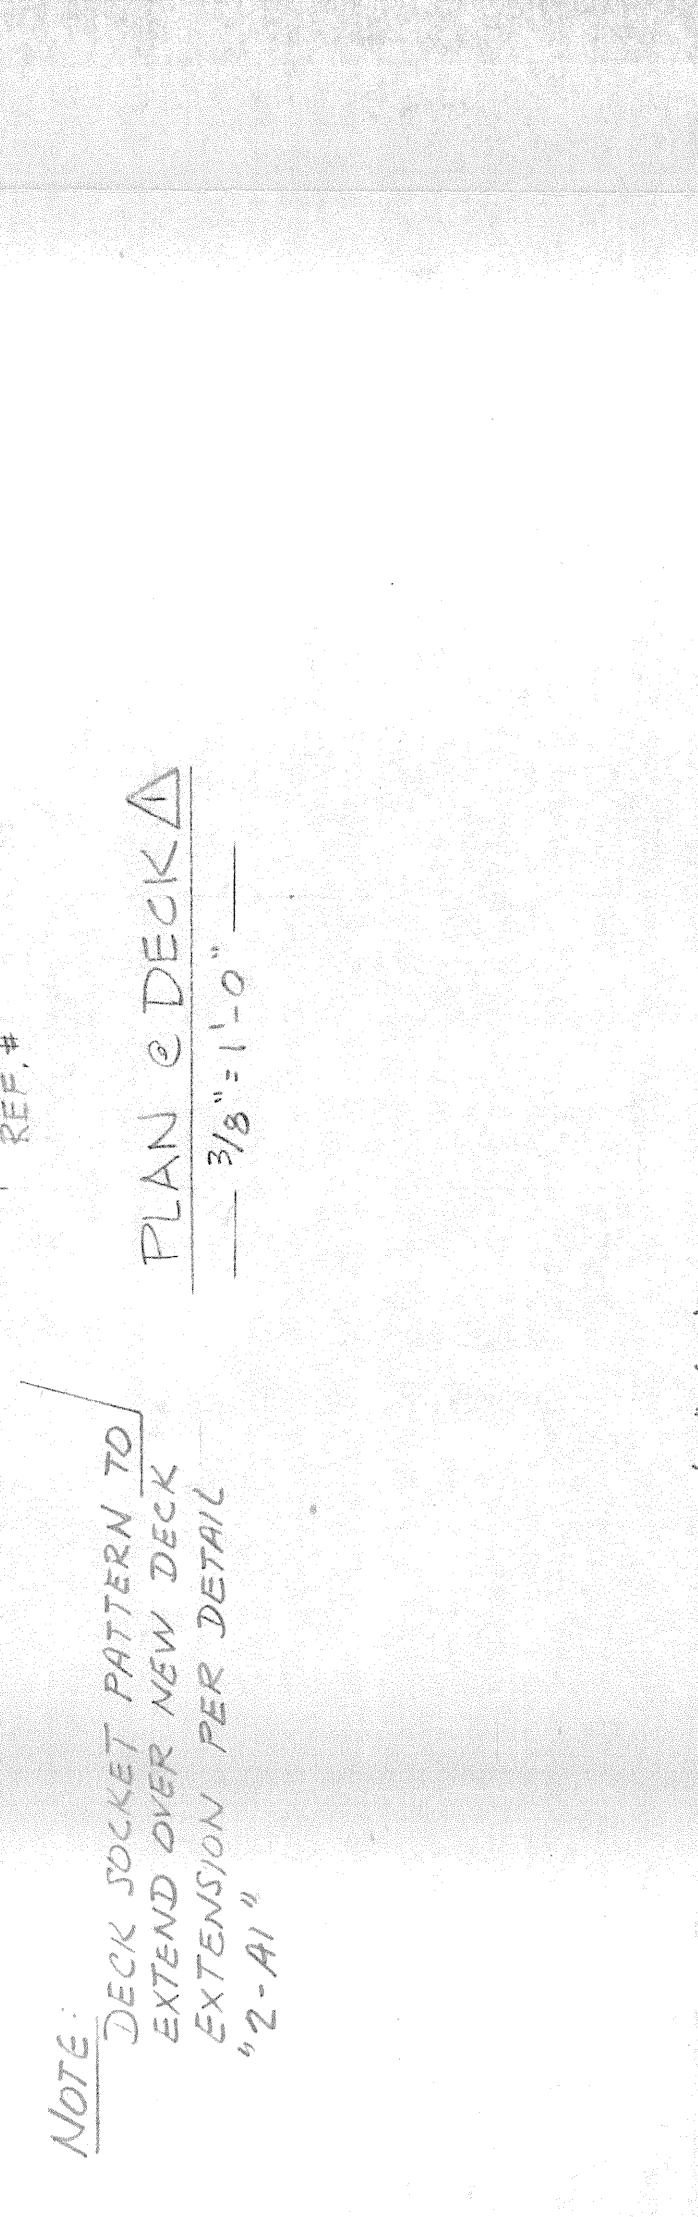 REF. #
NOTE:
DECK SOCKET PATTERN TO
EXTEND OVER NEW DECK
EXTENSION PER DETAIL
"2-A1"
PLAN @ DECK 1
3/8" = 1'-0"